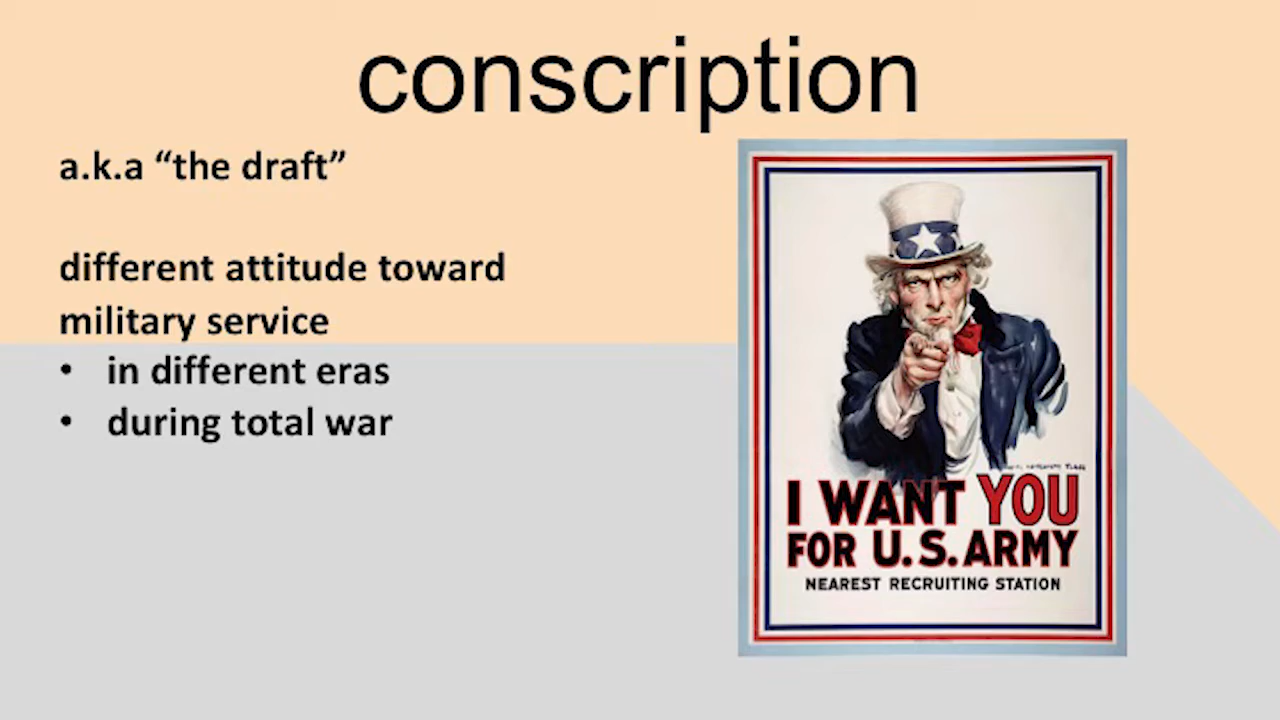 conscription
a.k.a “the draft”
different attitude toward
military service
• in different eras
• during total war
I WANT YOU
FOR U.S. ARMY
NEAREST RECRUITING STATION